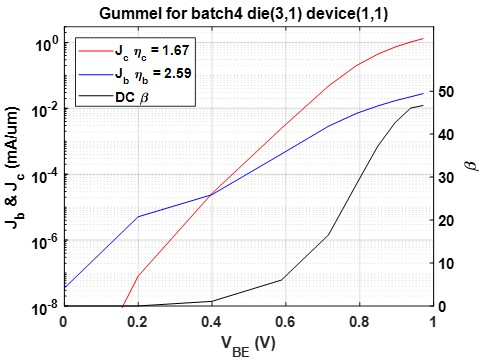 Gummel for batch4 die(3,1) device(1,1)
J_c η_c = 1.67
J_b η_b = 2.59
DC β
J_b & J_c (mA/um)
10^0
10^-2
10^-4
10^-6
10^-8
0 0.2 0.4 0.6 0.8 1
V_BE (V)
50
40
30
20
10
0
β